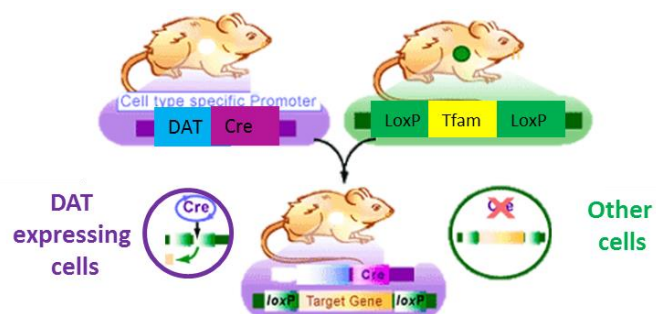 Cell type specific Promoter
DAT Cre
LoxP Tfam LoxP
DAT
expressing
cells
Cre
Cre
Other
cells
Cre
loxP Target Gene loxP